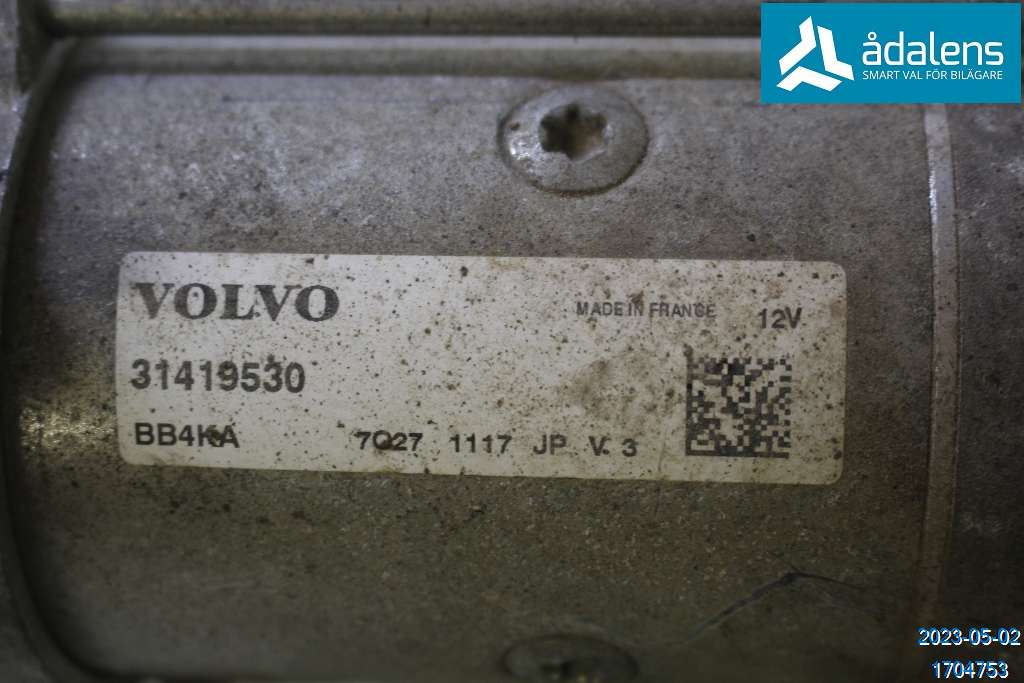 ådalens
SMART VAL FÖR BILÄGARE
VOLVO
MADE IN FRANCE 12V
31419530
BB4KA 7027 1117 JP V. 3
2023-05-02
1704753